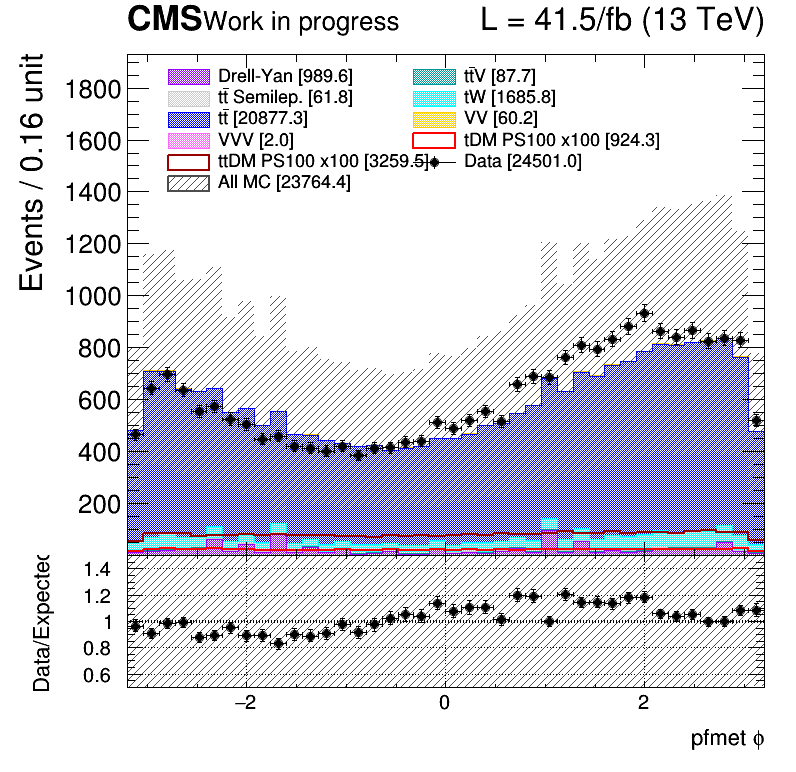 CMS Work in progress L = 41.5/fb (13 TeV)
Events / 0.16 unit
1800
1600
1400
1200
1000
800
600
400
200
Drell-Yan [989.6] tt̄V [87.7]
tt̄ Semilep. [61.8] tW [1685.8]
tt̄ [20877.3] VV [60.2]
VVV [2.0] tDM PS100 x100 [924.3]
ttDM PS100 x100 [3259.5] Data [24501.0]
All MC [23764.4]
Data/Expected
1.4
1.2
1
0.8
0.6
−2 0 2
pfmet ϕ